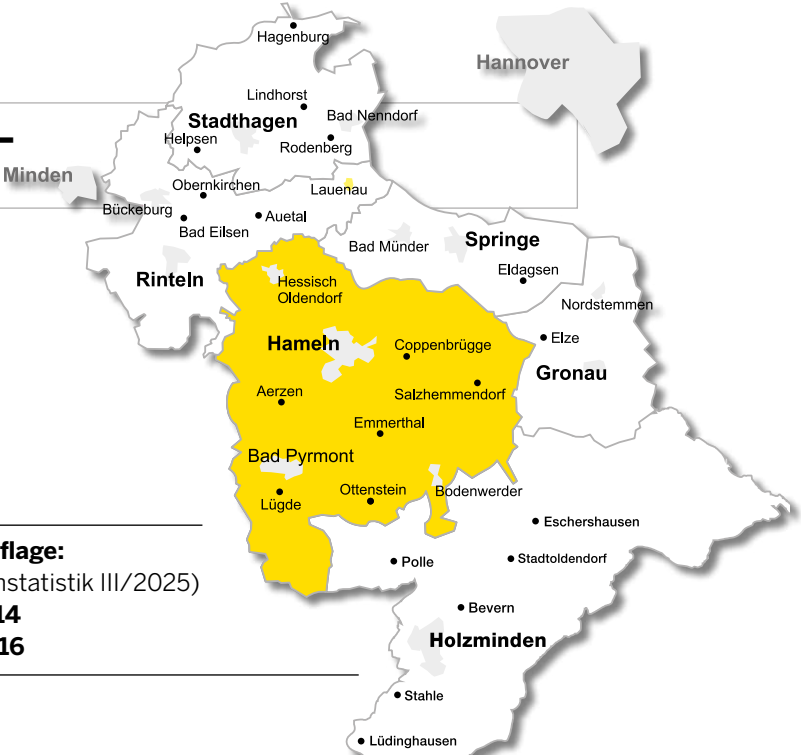 Hagenburg
Hannover
Lindhorst
Stadthagen
Bad Nenndorf
Helpsen
Rodenberg
Minden
Obernkirchen
Lauenau
Bückeburg
Auetal
Bad Eilsen
Bad Münder
Springe
Rinteln
Eldagsen
Hessisch
Oldendorf
Nordstemmen
Hameln
Coppenbrügge
Elze
Gronau
Aerzen
Salzhemmendorf
Emmerthal
Bad Pyrmont
Ottenstein
Bodenwerder
Lügde
Eschershausen
flage:
Polle
Stadtoldendorf
nstatistik III/2025)
14
Bevern
16
Holzminden
Stahle
Lüdinghausen